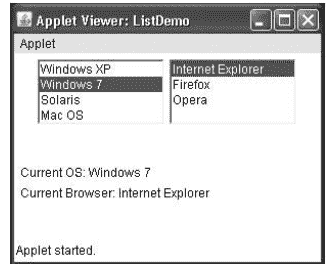 Applet Viewer: ListDemo
Applet
Windows XP
Windows 7
Solaris
Mac OS
Internet Explorer
Firefox
Opera
Current OS: Windows 7
Current Browser: Internet Explorer
Applet started.